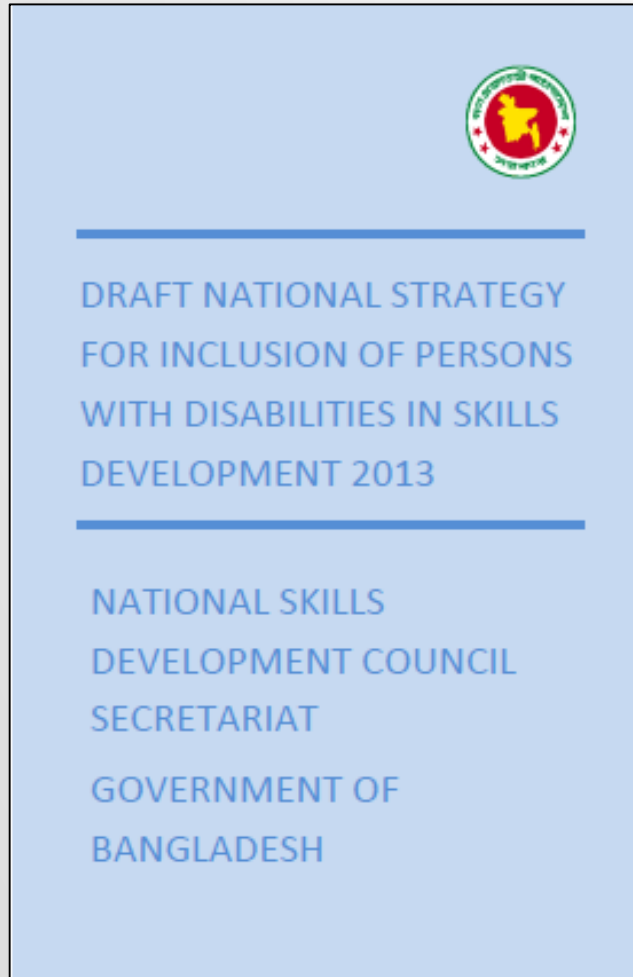 DRAFT NATIONAL STRATEGY
FOR INCLUSION OF PERSONS
WITH DISABILITIES IN SKILLS
DEVELOPMENT 2013
NATIONAL SKILLS
DEVELOPMENT COUNCIL
SECRETARIAT
GOVERNMENT OF
BANGLADESH